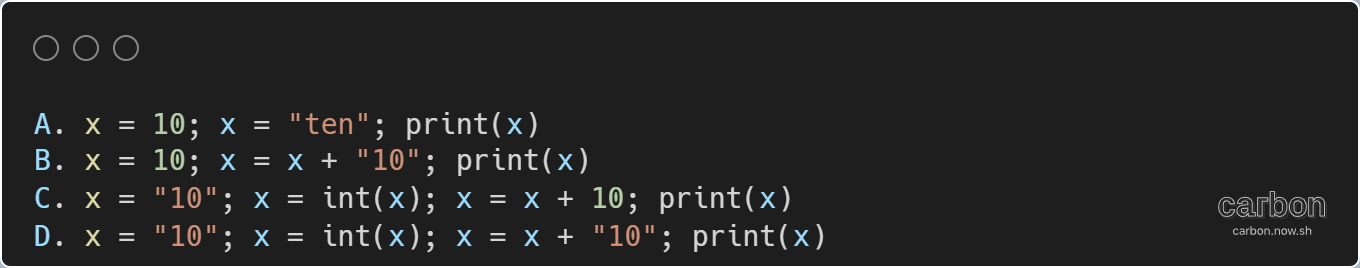 A. x = 10; x = "ten"; print(x)
B. x = 10; x = x + "10"; print(x)
C. x = "10"; x = int(x); x = x + 10; print(x)
D. x = "10"; x = int(x); x = x + "10"; print(x)
carbon
carbon.now.sh